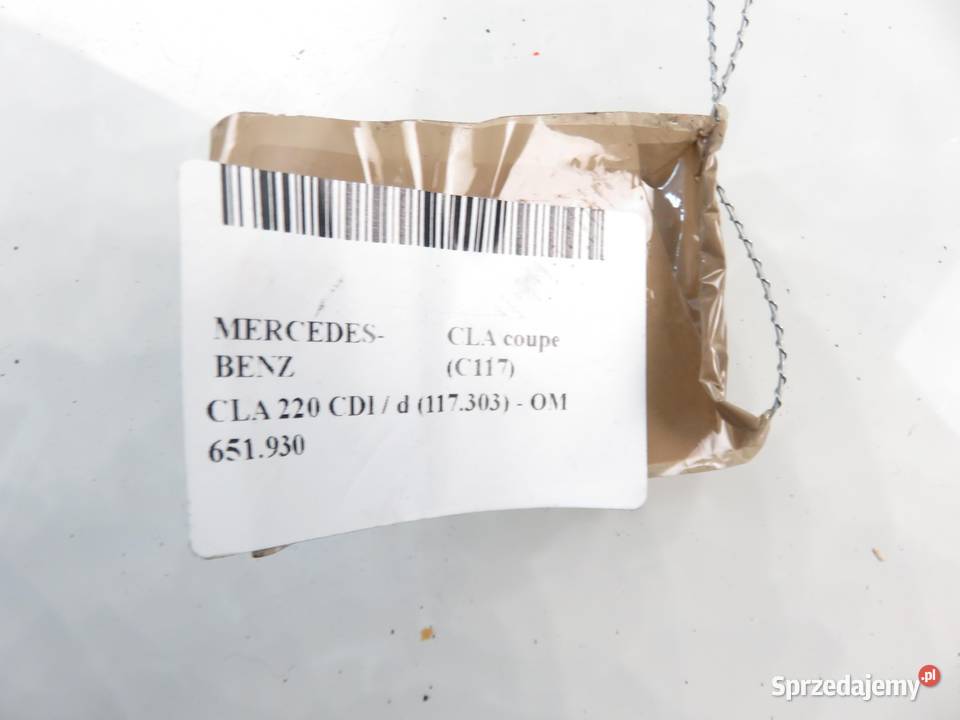 MERCEDES-
BENZ
CLA coupe
(C117)
CLA 220 CDI / d (117.303) - OM
651.930
Sprzedajemy.pl